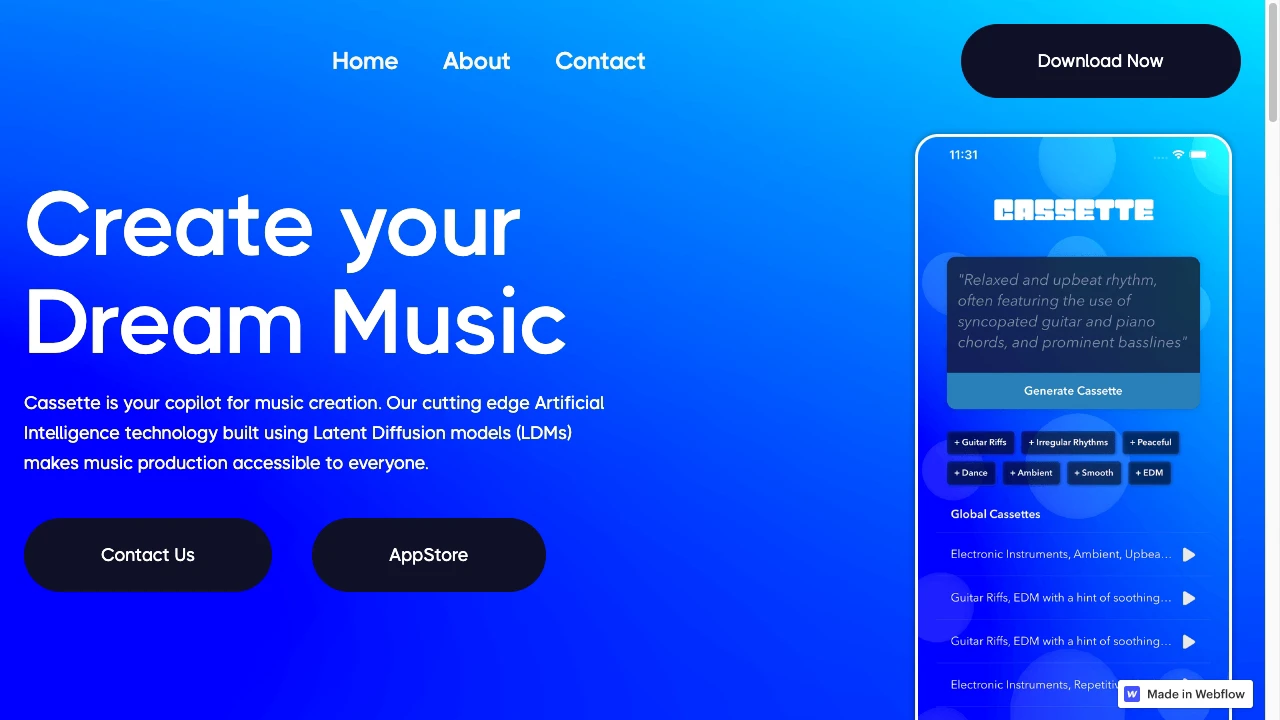 Home About Contact
Download Now
Create your
Dream Music
Cassette is your copilot for music creation. Our cutting edge Artificial
Intelligence technology built using Latent Diffusion models (LDMs)
makes music production accessible to everyone.
Contact Us
AppStore
11:31
CASSETTE
"Relaxed and upbeat rhythm,
often featuring the use of
syncopated guitar and piano
chords, and prominent basslines"
Generate Cassette
+ Guitar Riffs + Irregular Rhythms + Peaceful
+ Dance + Ambient + Smooth + EDM
Global Cassettes
Electronic Instruments, Ambient, Upbea...
Guitar Riffs, EDM with a hint of soothing...
Guitar Riffs, EDM with a hint of soothing...
Electronic Instruments,
Made in Webflow